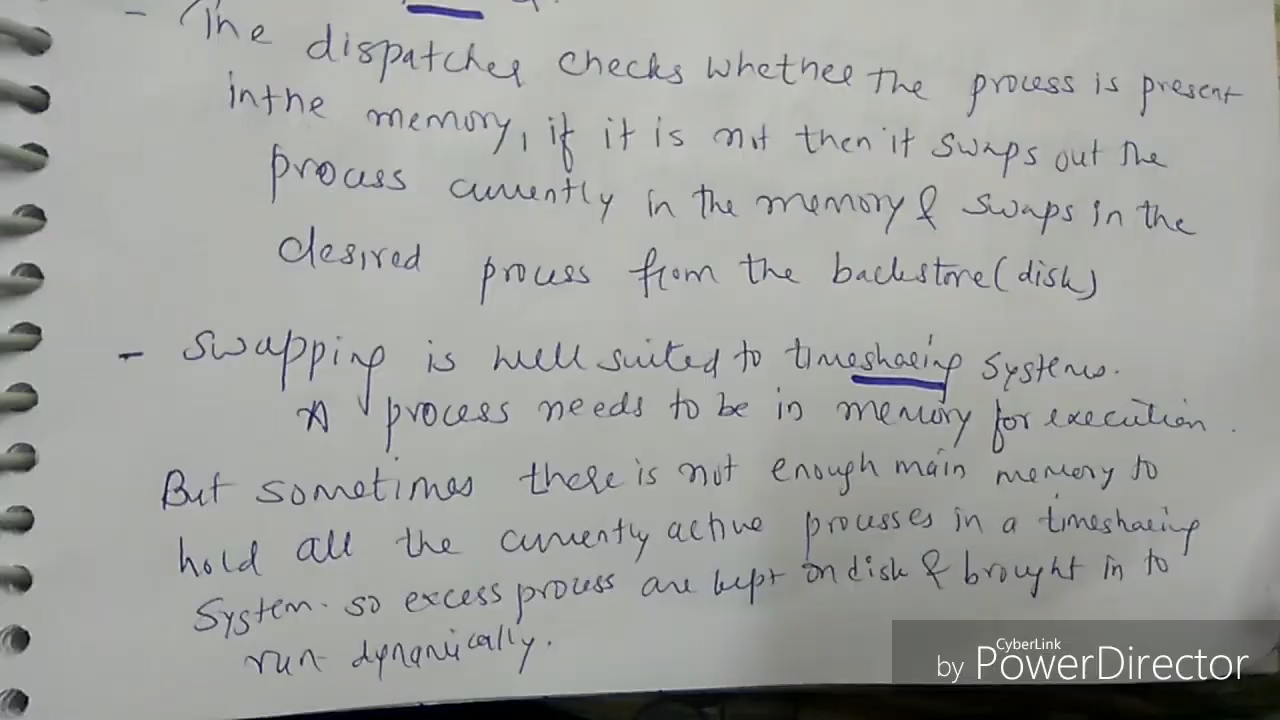 - The dispatcher checks whether the process is present
in the memory, if it is not then it swaps out the
process currently in the memory & swaps in the
desired process from the backstore (disk)
- Swapping is well suited to timesharing systems.
A process needs to be in memory for execution.
But sometimes there is not enough main memory to
hold all the currently active processes in a timesharing
System. so excess process are kept on disk & brought in to
run dynamically.
CyberLink
by PowerDirector